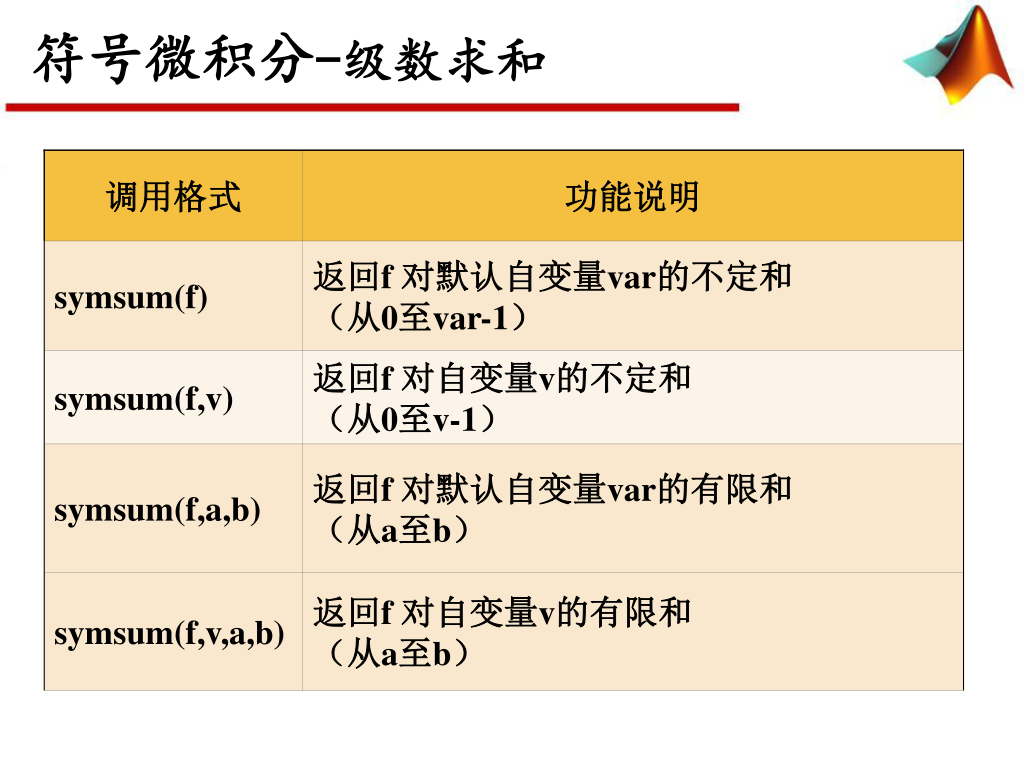 符号微积分-级数求和
调用格式
功能说明
symsum(f)
返回f 对默认自变量var的不定和
（从0至var-1）
symsum(f,v)
返回f 对自变量v的不定和
（从0至v-1）
symsum(f,a,b)
返回f 对默认自变量var的有限和
（从a至b）
symsum(f,v,a,b)
返回f 对自变量v的有限和
（从a至b）